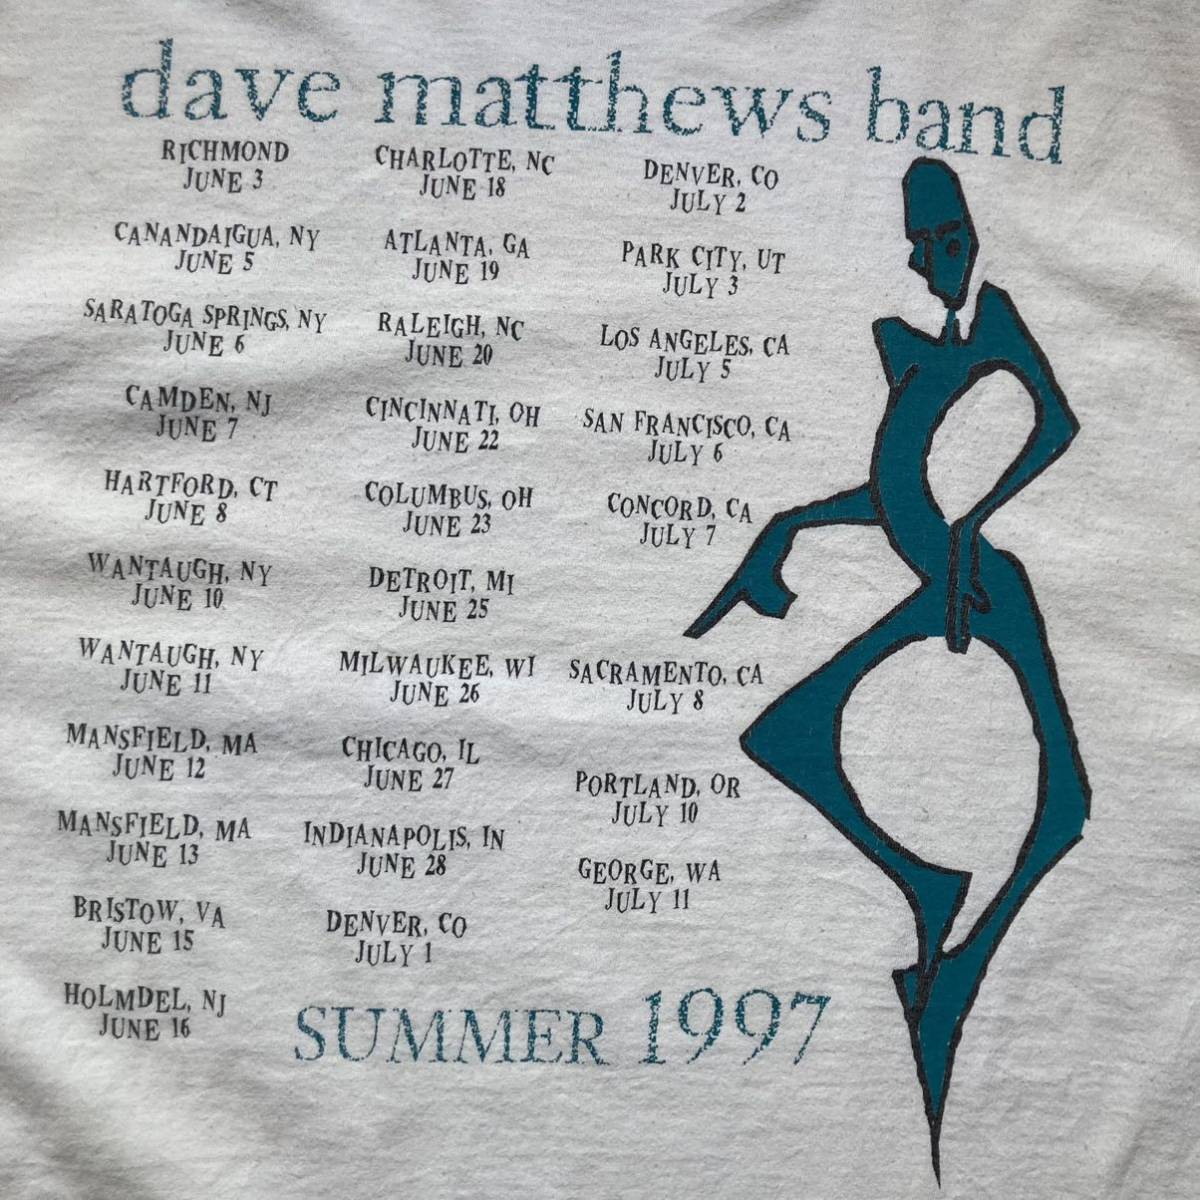 dave matthews band
RICHMOND
JUNE 3
CANANDAIGUA, NY
JUNE 5
SARATOGA SPRINGS, NY
JUNE 6
CAMDEN, NJ
JUNE 7
HARTFORD, CT
JUNE 8
WANTAUGH, NY
JUNE 10
WANTAUGH, NY
JUNE 11
MANSFIELD, MA
JUNE 12
MANSFIELD, MA
JUNE 13
BRISTOW, VA
JUNE 15
HOLMDEL, NJ
JUNE 16
CHARLOTTE, NC
JUNE 18
ATLANTA, GA
JUNE 19
RALEIGH, NC
JUNE 20
CINCINNATI, OH
JUNE 22
COLUMBUS, OH
JUNE 23
DETROIT, MI
JUNE 25
MILWAUKEE, WI
JUNE 26
CHICAGO, IL
JUNE 27
INDIANAPOLIS, IN
JUNE 28
DENVER, CO
JULY 1
DENVER, CO
JULY 2
PARK CITY, UT
JULY 3
LOS ANGELES, CA
JULY 5
SAN FRANCISCO, CA
JULY 6
CONCORD, CA
JULY 7
SACRAMENTO, CA
JULY 8
PORTLAND, OR
JULY 10
GEORGE, WA
JULY 11
SUMMER 1997